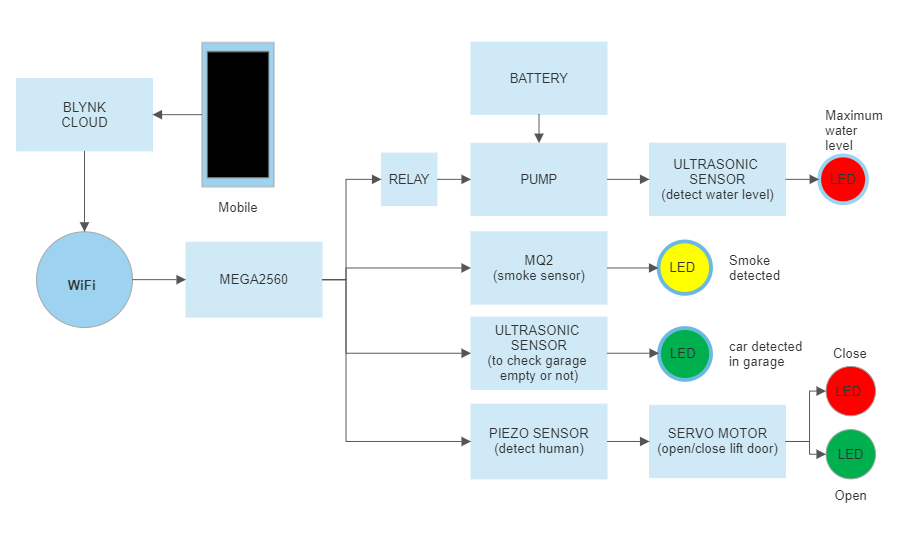 BLYNK
CLOUD
Mobile
WiFi
MEGA2560
RELAY
BATTERY
PUMP
ULTRASONIC
SENSOR
(detect water level)
Maximum
water
level
LED
MQ2
(smoke sensor)
LED
Smoke
detected
ULTRASONIC
SENSOR
(to check garage
empty or not)
LED
car detected
in garage
PIEZO SENSOR
(detect human)
SERVO MOTOR
(open/close lift door)
Close
LED
LED
Open